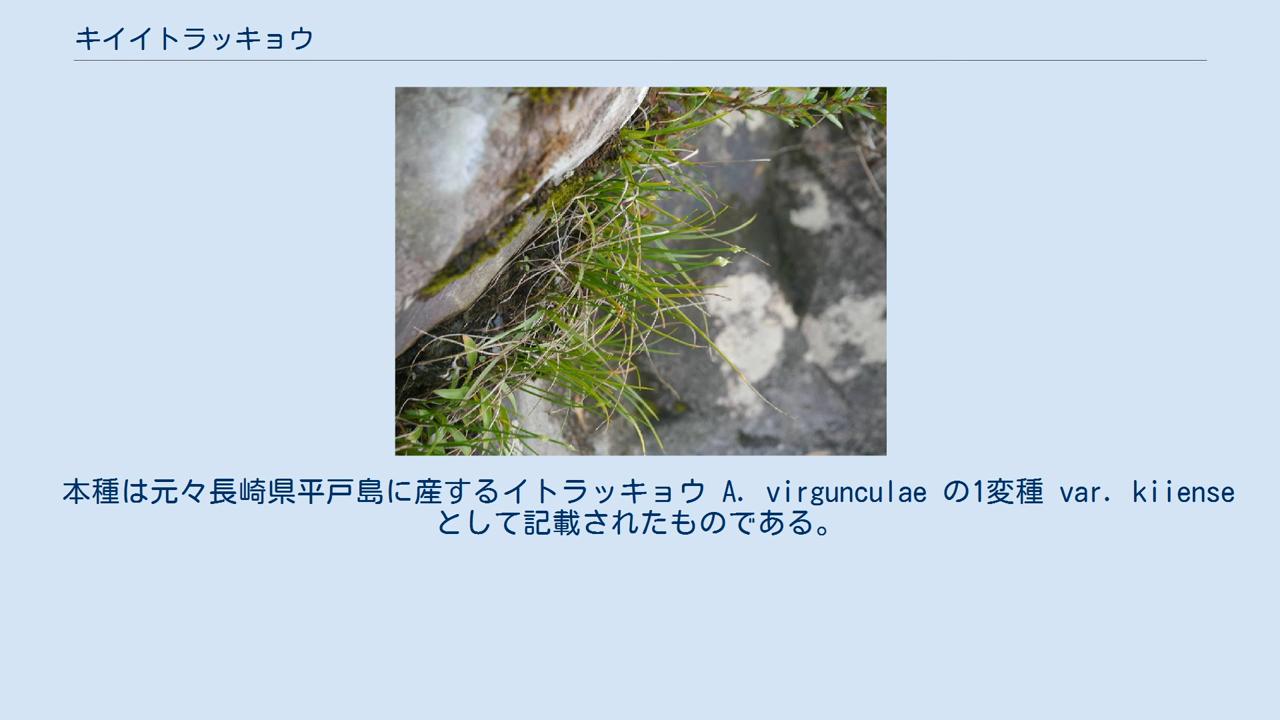 キイイトラッキョウ
本種は元々長崎県平戸島に産するイトラッキョウ A. virgunculae の1変種 var. kiiense
として記載されたものである。